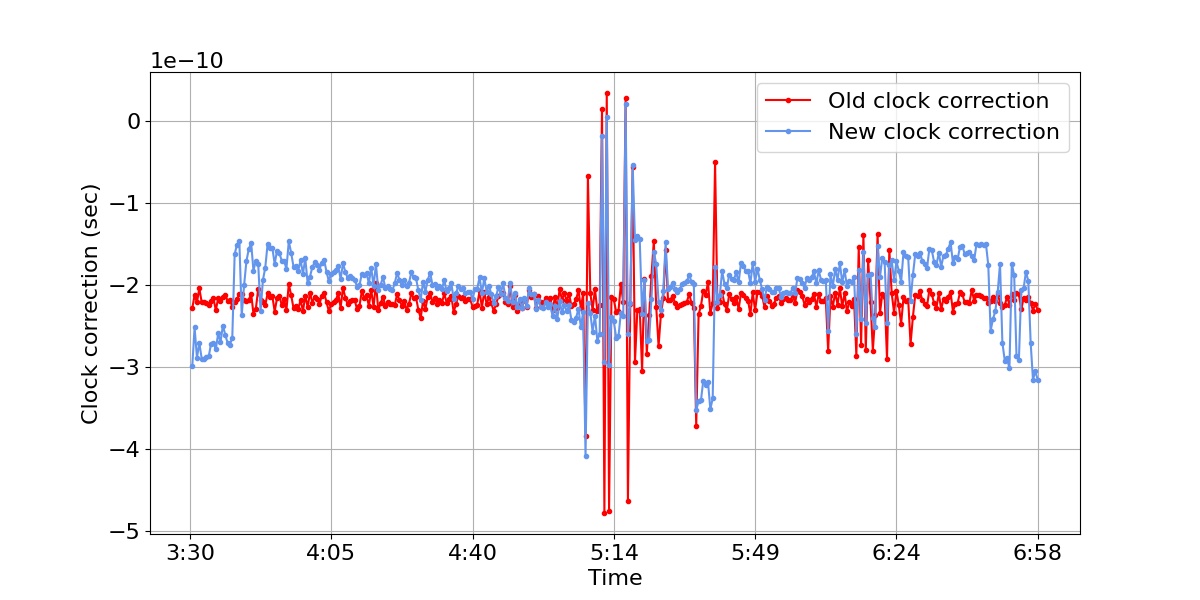 1e−10
Old clock correction
New clock correction
0
−1
−2
−3
−4
−5
Clock correction (sec)
3:30 4:05 4:40 5:14 5:49 6:24 6:58
Time